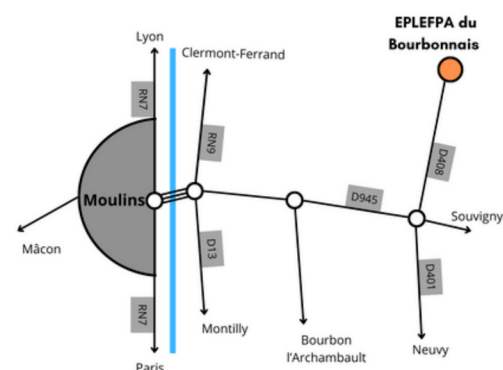 EPLEFPA du
Bourbonnais
Lyon
Clermont-Ferrand
RN7
RN9
D408
Moulins
D945
Souvigny
Mâcon
D13
D401
RN7
Montilly
Bourbon
l'Archambault
Neuvy
Paris